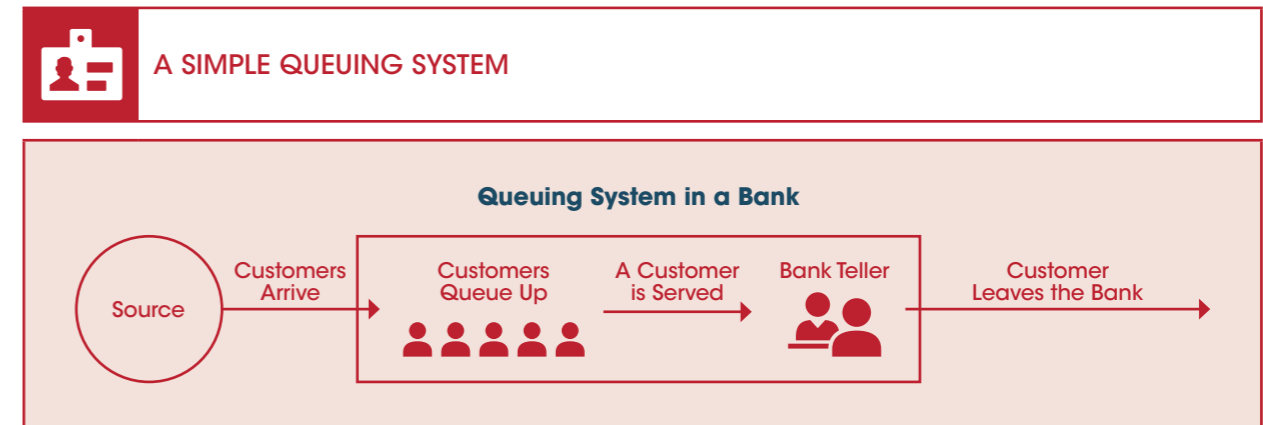 A SIMPLE QUEUING SYSTEM
Queuing System in a Bank
Source
Customers
Arrive
Customers
Queue Up
A Customer
is Served
Bank Teller
Customer
Leaves the Bank